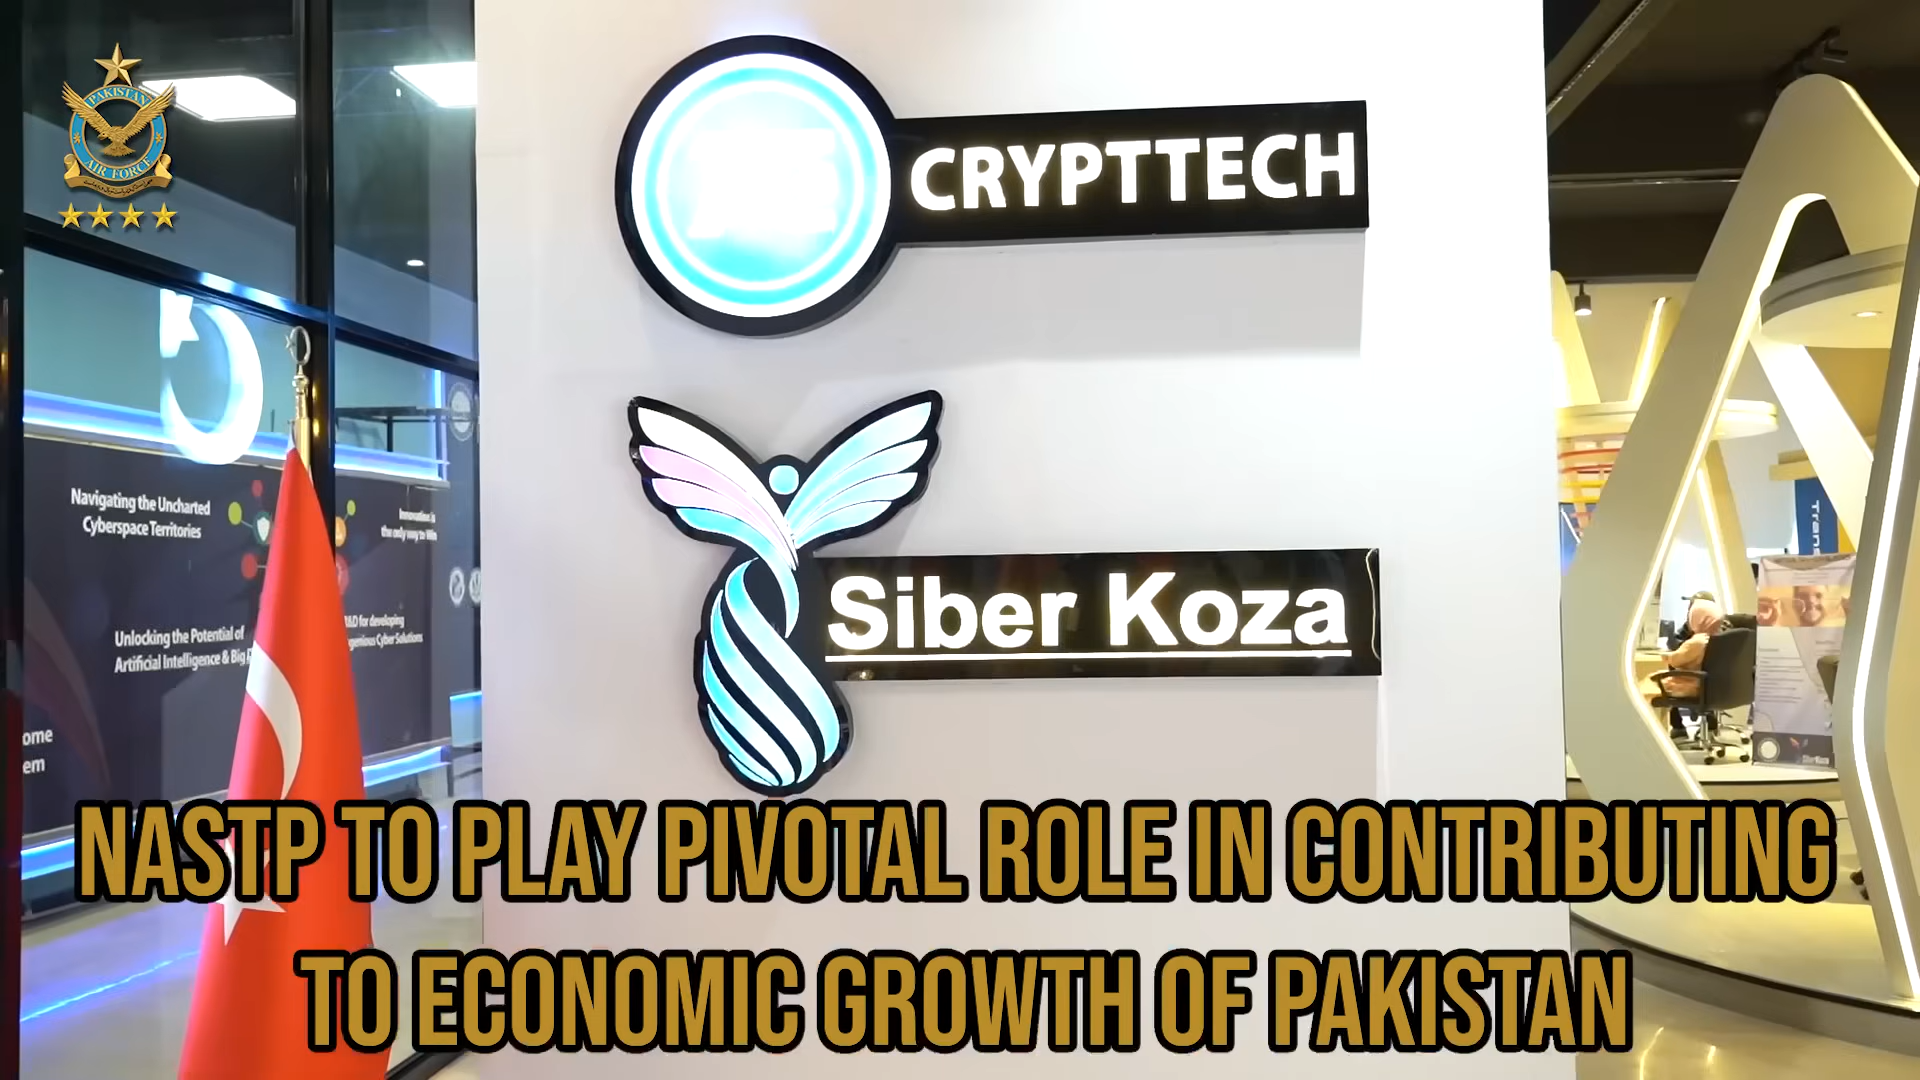 PAKISTAN
AIR FORCE
CRYPTTECH
Siber Koza
Navigating the Uncharted
Cyberspace Territories
Innovation is
the only way to Win
Unlocking the Potential of
Artificial Intelligence & Big
R&D for developing
Cyber Solutions
ome
em
Trans
SiberKoza
NASTP TO PLAY PIVOTAL ROLE IN CONTRIBUTING
TO ECONOMIC GROWTH OF PAKISTAN